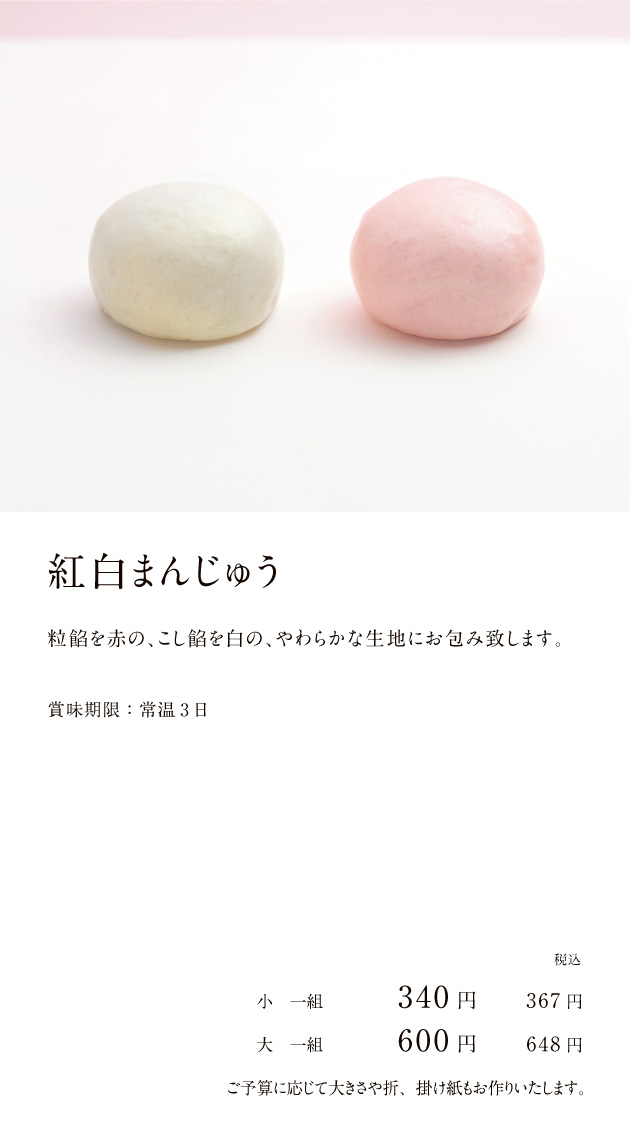 紅白まんじゅう
粒餡を赤の、こし餡を白の、やわらかな生地にお包み致します。
賞味期限：常温３日
税込
小　一組　340 円　367 円
大　一組　600 円　648 円
ご予算に応じて大きさや折、掛け紙もお作りいたします。